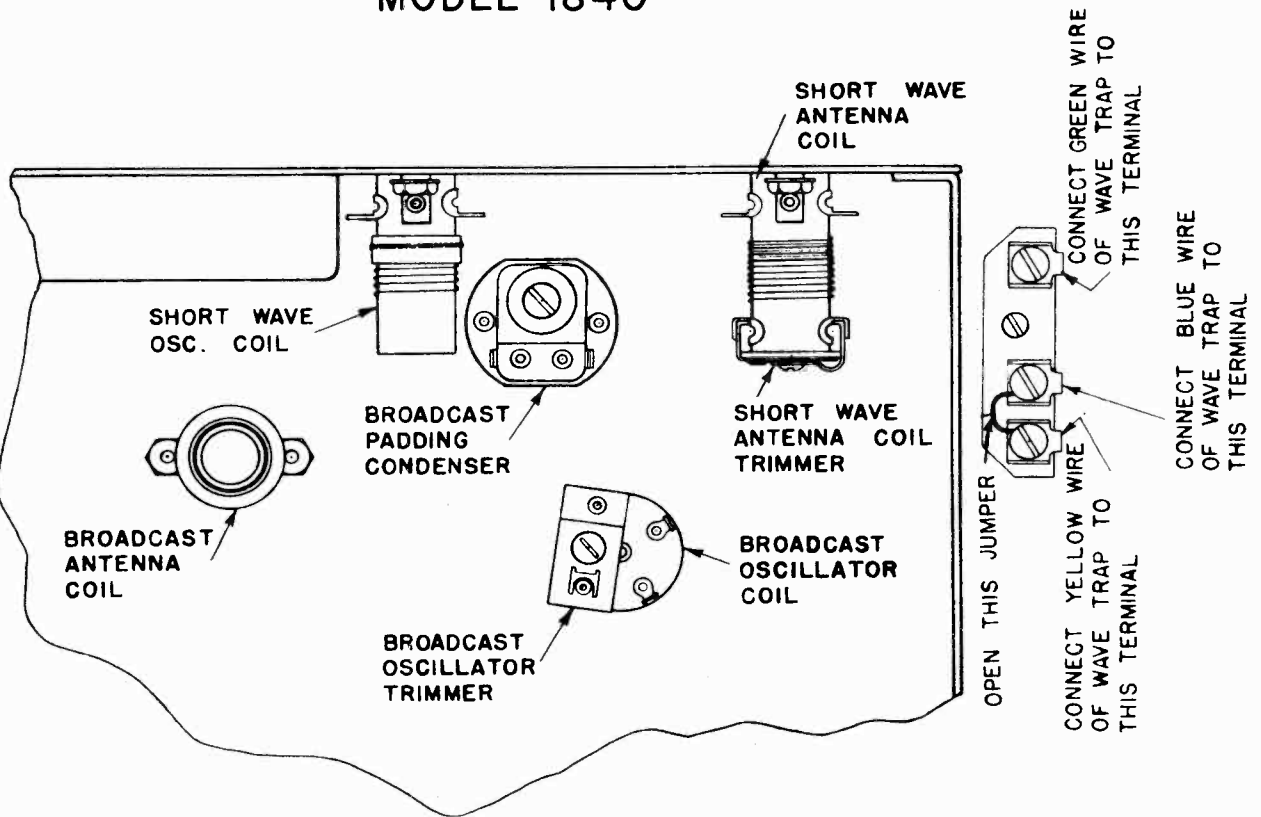 MODEL 1840
SHORT WAVE
ANTENNA
COIL
SHORT WAVE
OSC. COIL
BROADCAST
PADDING
CONDENSER
SHORT WAVE
ANTENNA COIL
TRIMMER
BROADCAST
ANTENNA
COIL
BROADCAST
OSCILLATOR
COIL
BROADCAST
OSCILLATOR
TRIMMER
CONNECT GREEN WIRE
OF WAVE TRAP TO
THIS TERMINAL
CONNECT BLUE WIRE
OF WAVE TRAP TO
THIS TERMINAL
OPEN THIS JUMPER
CONNECT YELLOW WIRE
OF WAVE TRAP TO
THIS TERMINAL